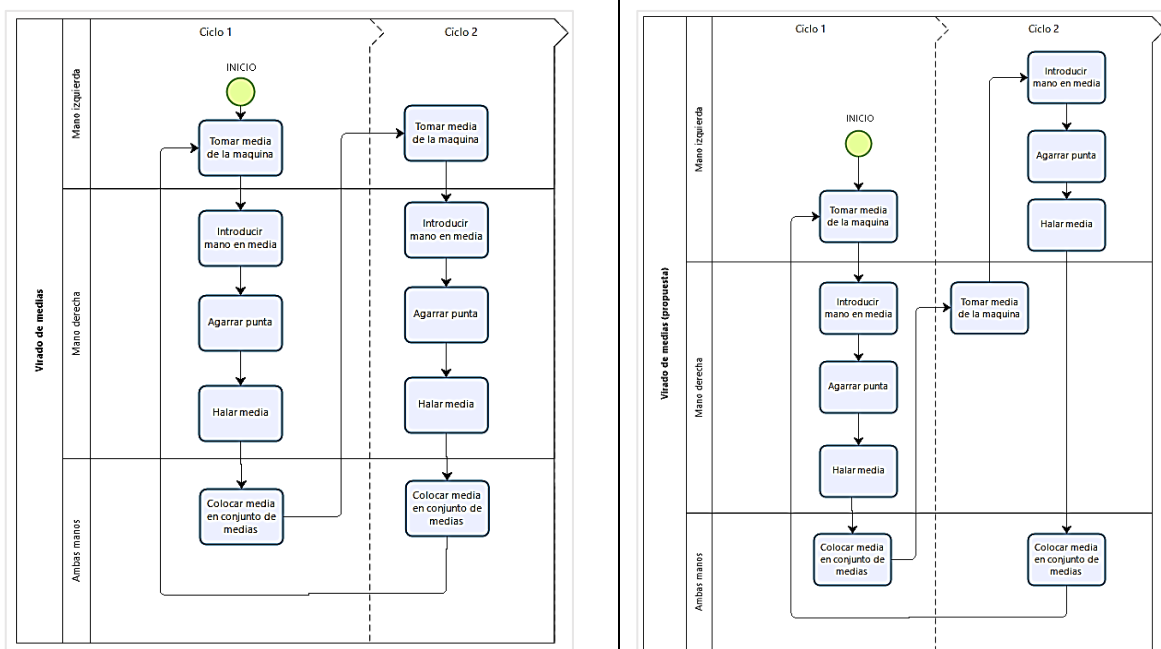 Ciclo 1
Ciclo 2
Virado de medias
Mano izquierda
Mano derecha
Ambas manos
INICIO
Tomar media
de la maquina
Introducir
mano en media
Agarrar punta
Halar media
Colocar media
en conjunto de
medias
Tomar media
de la maquina
Introducir
mano en media
Agarrar punta
Halar media
Colocar media
en conjunto de
medias
Ciclo 1
Ciclo 2
Virado de medias (propuesta)
Mano izquierda
Mano derecha
Ambas manos
INICIO
Tomar media
de la maquina
Introducir
mano en media
Agarrar punta
Halar media
Colocar media
en conjunto de
medias
Tomar media
de la maquina
Introducir
mano en media
Agarrar punta
Halar media
Colocar media
en conjunto de
medias